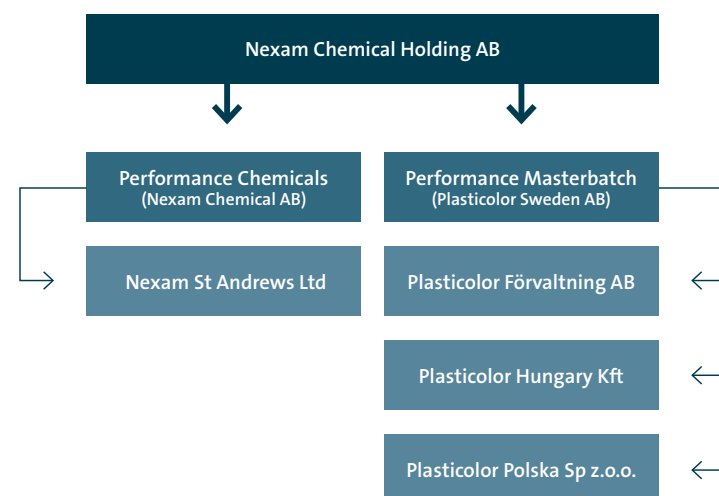 Nexam Chemical Holding AB
Performance Chemicals
(Nexam Chemical AB)
Performance Masterbatch
(Plasticolor Sweden AB)
Nexam St Andrews Ltd
Plasticolor Förvaltning AB
Plasticolor Hungary Kft
Plasticolor Polska Sp z.o.o.